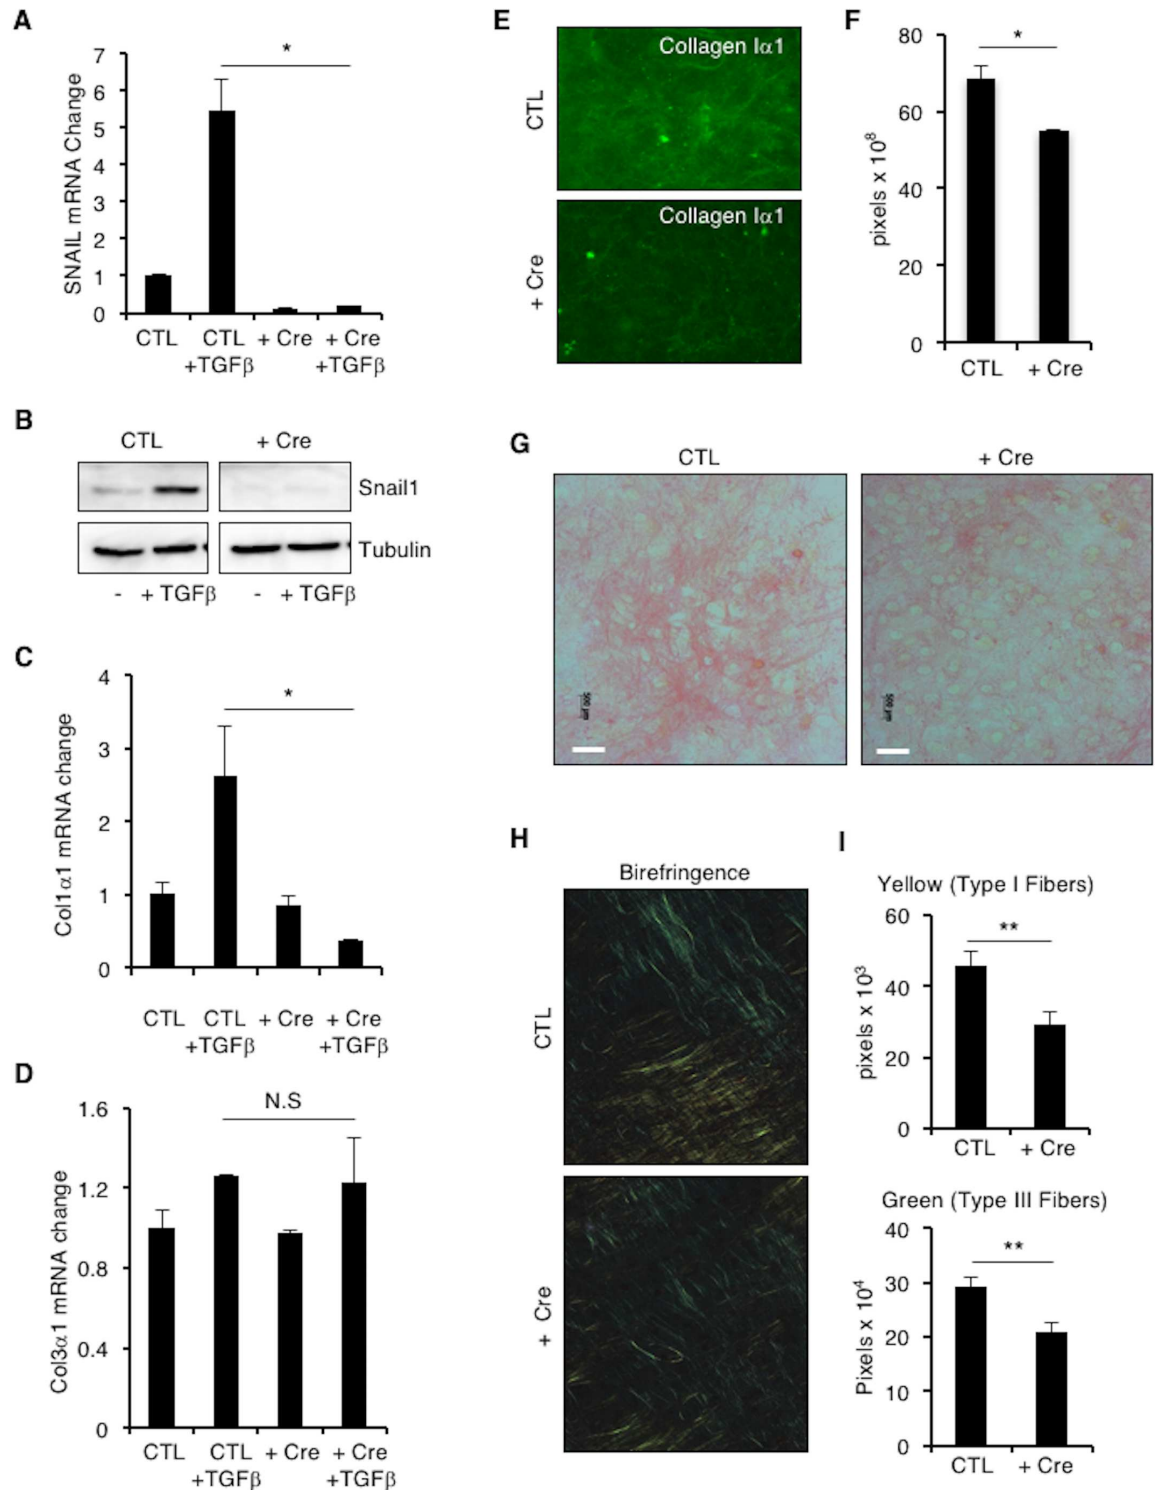 A
SNAIL mRNA Change
7
6
5
4
3
2
1
0
*
CTL CTL + Cre + Cre
+TGFβ +TGFβ
B
CTL + Cre
Snail1
Tubulin
- + TGFβ - + TGFβ
C
Col1α1 mRNA change
4
3
2
1
0
*
CTL CTL + Cre + Cre
+TGFβ +TGFβ
D
Col3α1 mRNA change
1.6
1.2
0.8
0.4
0
N.S
CTL CTL + Cre + Cre
+TGFβ +TGFβ
E
CTL
Collagen Iα1
+ Cre
Collagen Iα1
F
pixels x 10⁸
80
60
40
20
0
*
CTL + Cre
G
CTL + Cre
500 µm
500 µm
H
Birefringence
CTL
+ Cre
I
Yellow (Type I Fibers)
pixels x 10³
60
40
20
0
**
CTL + Cre
Green (Type III Fibers)
Pixels x 10⁴
40
30
20
10
0
**
CTL + Cre